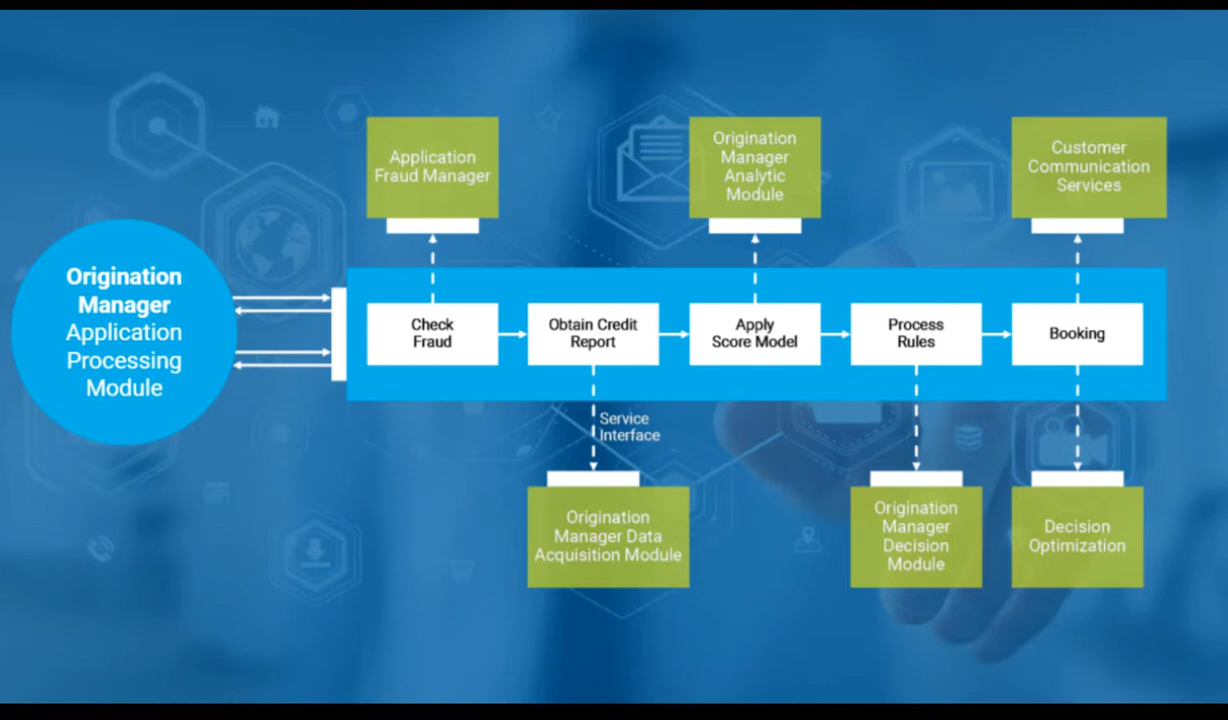 Application
Fraud Manager
Origination
Manager
Analytic
Module
Customer
Communication
Services
Origination
Manager
Application
Processing
Module
Check
Fraud
Obtain Credit
Report
Apply
Score Model
Process
Rules
Booking
Service
Interface
Origination
Manager Data
Acquisition Module
Origination
Manager
Decision
Module
Decision
Optimization